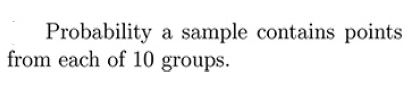 Probability a sample contains points
from each of 10 groups.